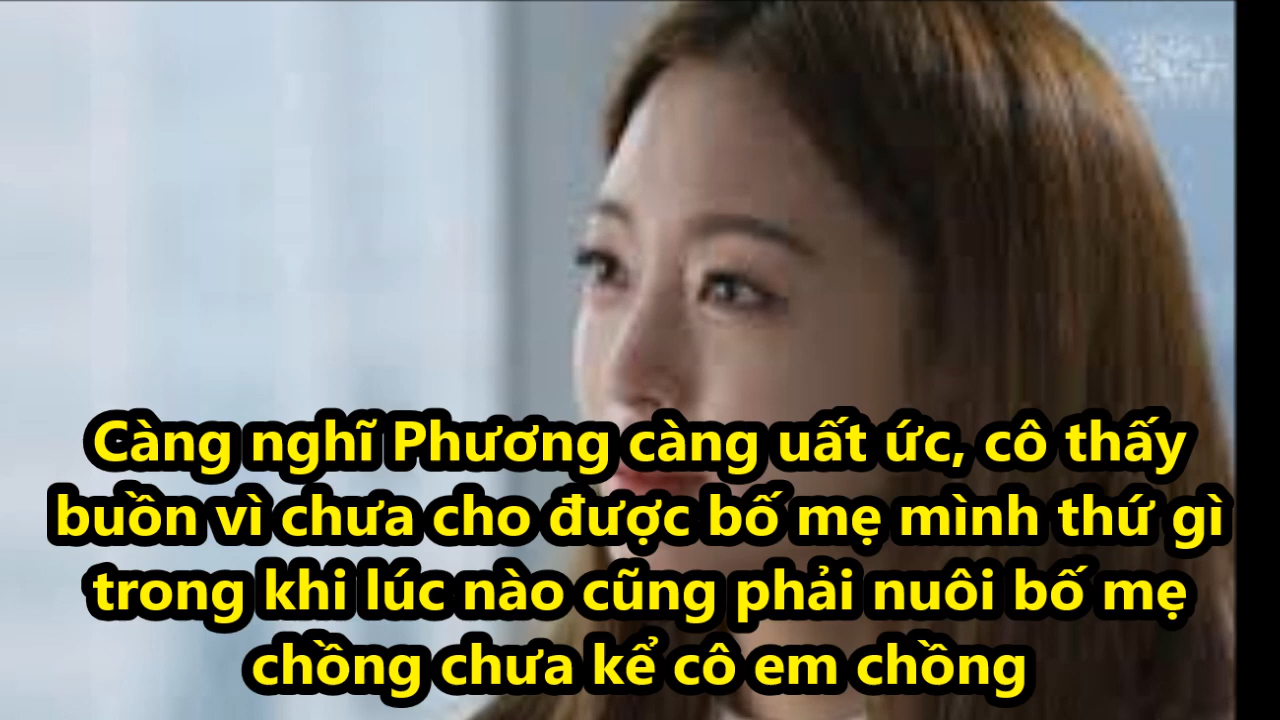 Càng nghĩ Phương càng uất ức, cô thấy
buồn vì chưa cho được bố mẹ mình thứ gì
trong khi lúc nào cũng phải nuôi bố mẹ
chồng chưa kể cô em chồng